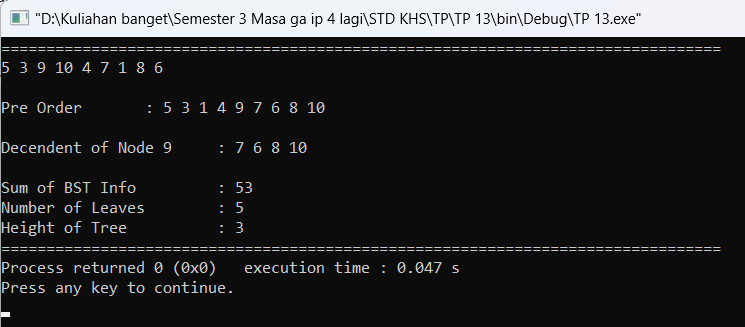 "D:\Kuliahan banget\Semester 3 Masa ga ip 4 lagi\STD KHS\TP\TP 13\bin\Debug\TP 13.exe"
================================================================================
5 3 9 10 4 7 1 8 6
Pre Order       : 5 3 1 4 9 7 6 8 10
Decendent of Node 9     : 7 6 8 10
Sum of BST Info         : 53
Number of Leaves        : 5
Height of Tree          : 3
================================================================================
Process returned 0 (0x0)   execution time : 0.047 s
Press any key to continue.